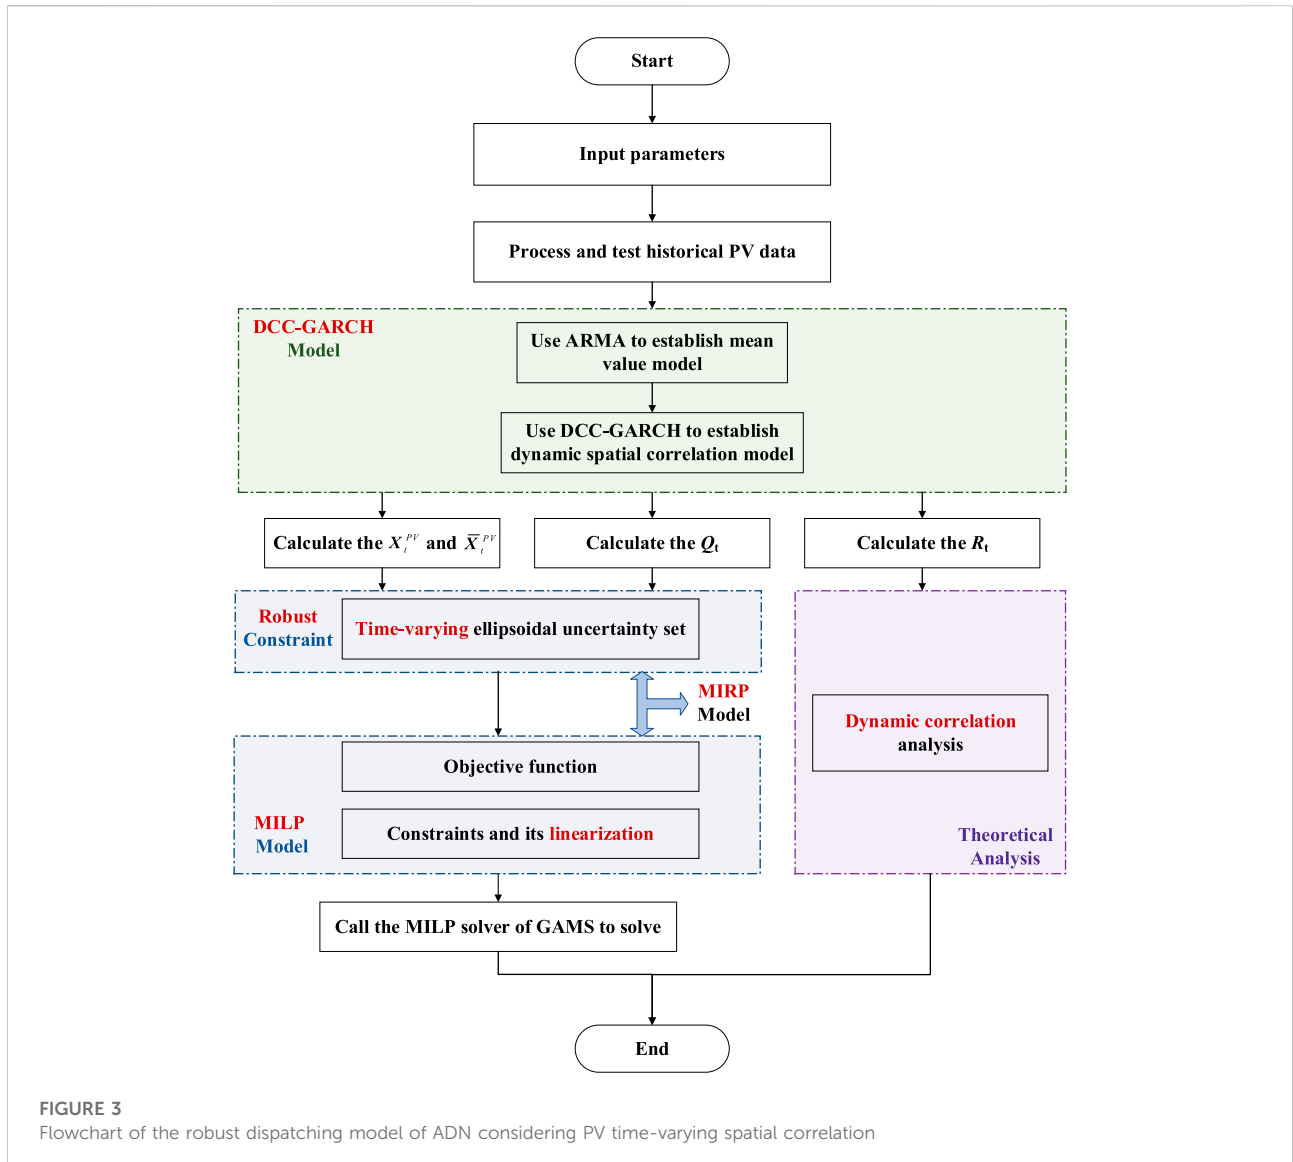 Start
Input parameters
Process and test historical PV data
DCC-GARCH
Model
Use ARMA to establish mean
value model
Use DCC-GARCH to establish
dynamic spatial correlation model
Calculate the X_t^PV and X̅_t^PV
Calculate the Q_t
Calculate the R_t
Robust
Constraint
Time-varying ellipsoidal uncertainty set
MIRP
Model
Dynamic correlation
analysis
Objective function
MILP
Model
Constraints and its linearization
Theoretical
Analysis
Call the MILP solver of GAMS to solve
End
FIGURE 3
Flowchart of the robust dispatching model of ADN considering PV time-varying spatial correlation